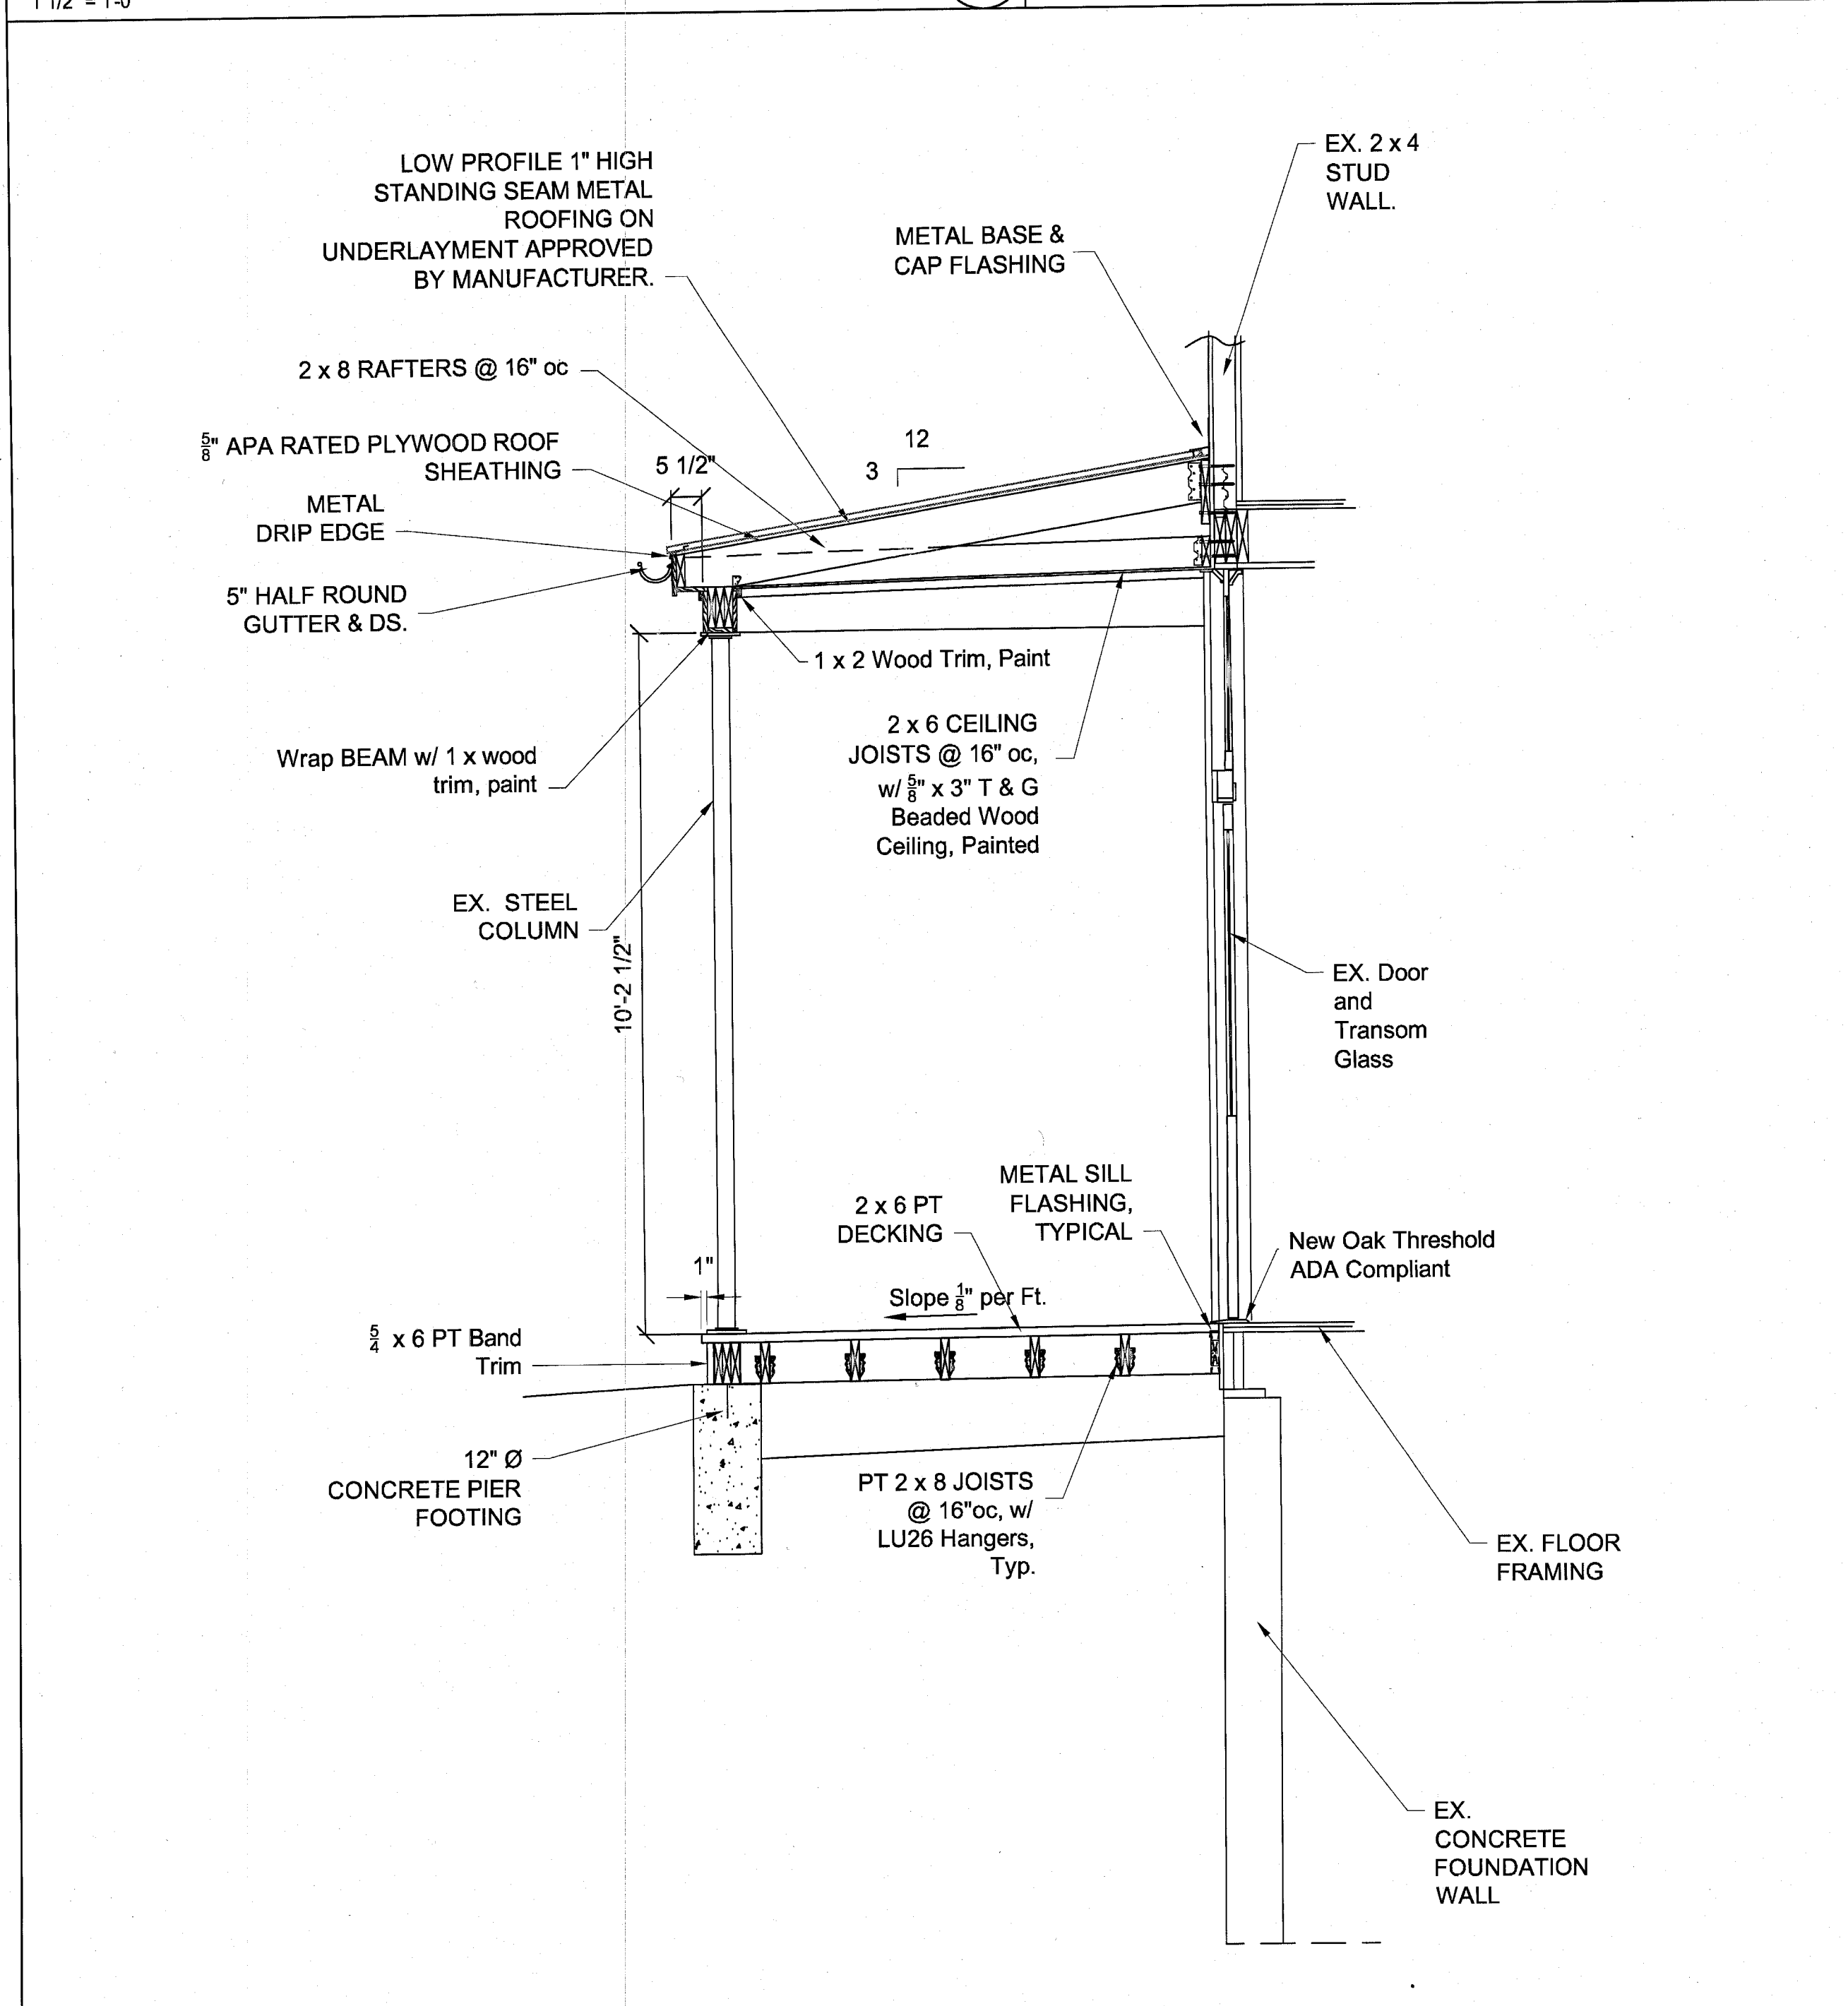 1 1/2" = 1'-0"
EX. 2 x 4
STUD
WALL.
LOW PROFILE 1" HIGH
STANDING SEAM METAL
ROOFING ON
UNDERLAYMENT APPROVED
BY MANUFACTURER.
METAL BASE &
CAP FLASHING
2 x 8 RAFTERS @ 16" oc
5/8" APA RATED PLYWOOD ROOF
SHEATHING
5 1/2"
12
3
METAL
DRIP EDGE
5" HALF ROUND
GUTTER & DS.
1 x 2 Wood Trim, Paint
2 x 6 CEILING
JOISTS @ 16" oc,
w/ 5/8" x 3" T & G
Beaded Wood
Ceiling, Painted
Wrap BEAM w/ 1 x wood
trim, paint
EX. STEEL
COLUMN
10'-2 1/2"
EX. Door
and
Transom
Glass
METAL SILL
FLASHING,
TYPICAL
2 x 6 PT
DECKING
New Oak Threshold
ADA Compliant
1"
Slope 1/8" per Ft.
5/4 x 6 PT Band
Trim
12" Ø
CONCRETE PIER
FOOTING
PT 2 x 8 JOISTS
@ 16"oc, w/
LU26 Hangers,
Typ.
EX. FLOOR
FRAMING
EX.
CONCRETE
FOUNDATION
WALL